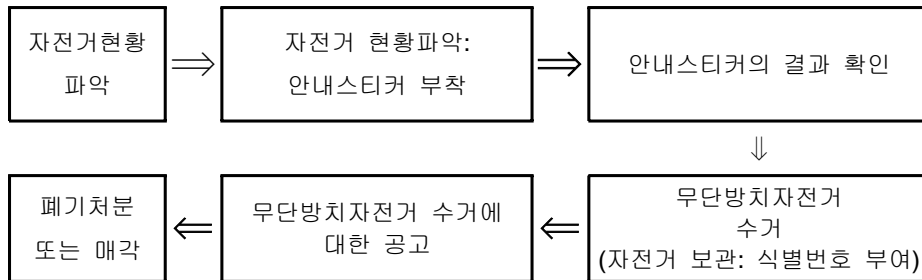 자전거현황
파악
⇒
자전거 현황파악:
안내스티커 부착
⇒
안내스티커의 결과 확인
⇓
무단방치자전거
수거
(자전거 보관: 식별번호 부여)
⇐
무단방치자전거 수거에
대한 공고
⇐
폐기처분
또는 매각